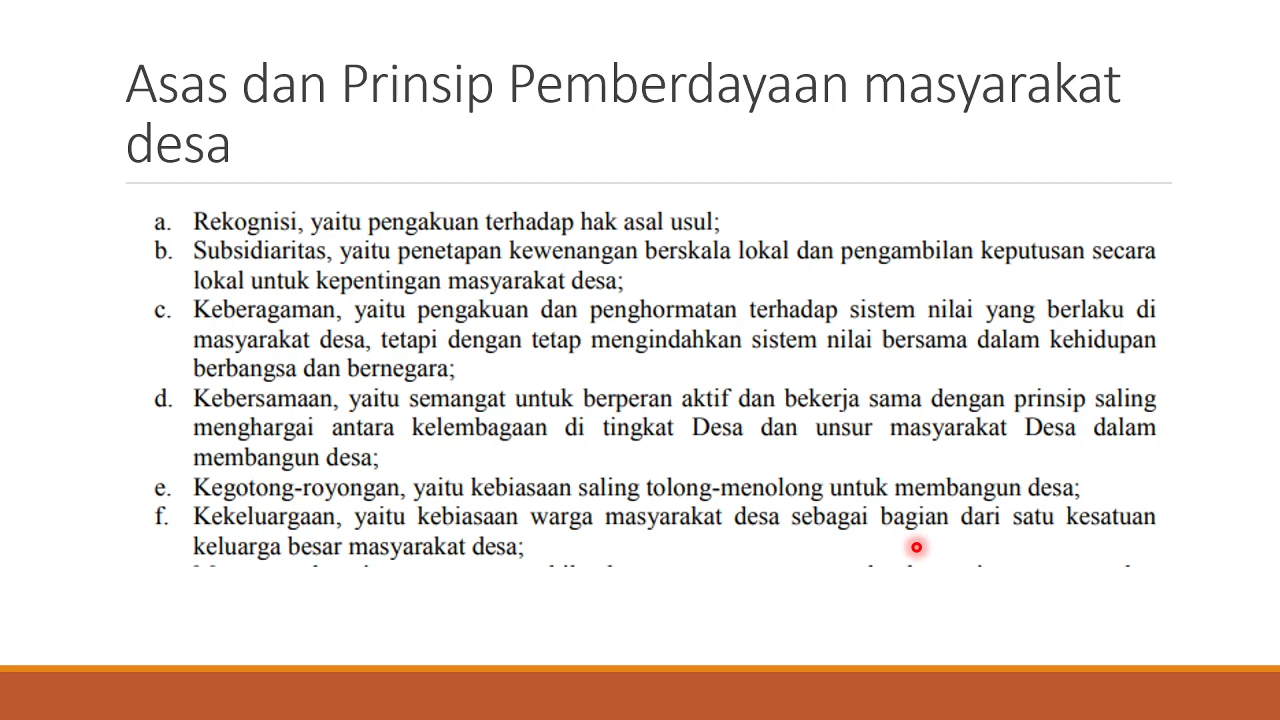 Asas dan Prinsip Pemberdayaan masyarakat
desa
a. Rekognisi, yaitu pengakuan terhadap hak asal usul;
b. Subsidiaritas, yaitu penetapan kewenangan berskala lokal dan pengambilan keputusan secara
lokal untuk kepentingan masyarakat desa;
c. Keberagaman, yaitu pengakuan dan penghormatan terhadap sistem nilai yang berlaku di
masyarakat desa, tetapi dengan tetap mengindahkan sistem nilai bersama dalam kehidupan
berbangsa dan bernegara;
d. Kebersamaan, yaitu semangat untuk berperan aktif dan bekerja sama dengan prinsip saling
menghargai antara kelembagaan di tingkat Desa dan unsur masyarakat Desa dalam
membangun desa;
e. Kegotong-royongan, yaitu kebiasaan saling tolong-menolong untuk membangun desa;
f. Kekeluargaan, yaitu kebiasaan warga masyarakat desa sebagai bagian dari satu kesatuan
keluarga besar masyarakat desa;